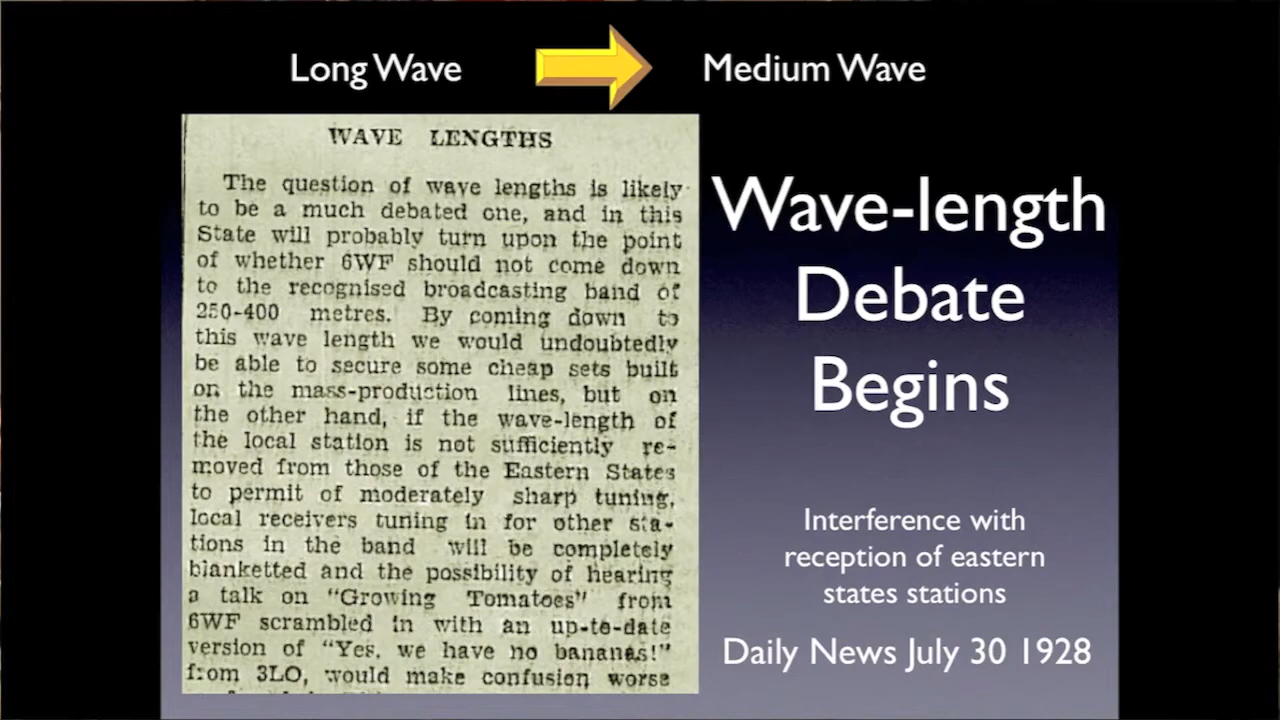 Long Wave
Medium Wave
WAVE LENGTHS
The question of wave lengths is likely
to be a much debated one, and in this
State will probably turn upon the point
of whether 6WF should not come down
to the recognised broadcasting band of
250-400 metres. By coming down to
this wave length we would undoubtedly
be able to secure some cheap sets built
on the mass-production lines, but on
the other hand, if the wave-length of
the local station is not sufficiently re-
moved from those of the Eastern States
to permit of moderately sharp tuning,
local receivers tuning in for other sta-
tions in the band will be completely
blanketted and the possibility of hearing
a talk on "Growing Tomatoes" from
6WF scrambled in with an up-to-date
version of "Yes, we have no bananas!"
from 3LO, would make confusion worse
Wave-length
Debate
Begins
Interference with
reception of eastern
states stations
Daily News July 30 1928